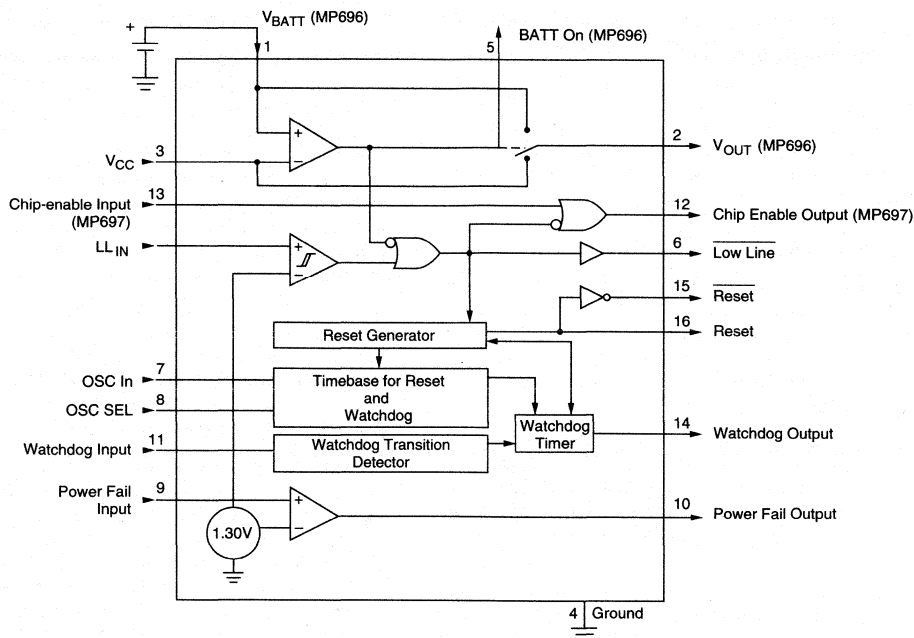 V_BATT (MP696)
+
1
5
BATT On (MP696)
+
−
2
V_OUT (MP696)
V_CC
3
Chip-enable Input
(MP697)
13
12
Chip Enable Output (MP697)
LL_IN
+
−
6
Low Line
15
Reset
16
Reset
Reset Generator
OSC In
7
OSC SEL
8
Timebase for Reset
and
Watchdog
Watchdog Input
11
Watchdog Transition
Detector
Watchdog
Timer
14
Watchdog Output
Power Fail
Input
9
+
−
1.30V
10
Power Fail Output
4
Ground